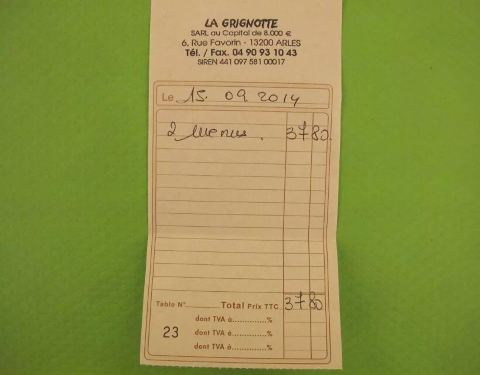 LA GRIGNOTTE
SARL au Capital de 8.000 €
6, Rue Favorin - 13200 ARLES
Tél. / Fax. 04 90 93 10 43
SIREN 441 097 581 00017
Le 15. 09. 2014
2 menus. 37 80.
Table N°.......... Total Prix TTC 37 80
dont TVA à..............%
23 dont TVA à..............%
dont TVA à..............%